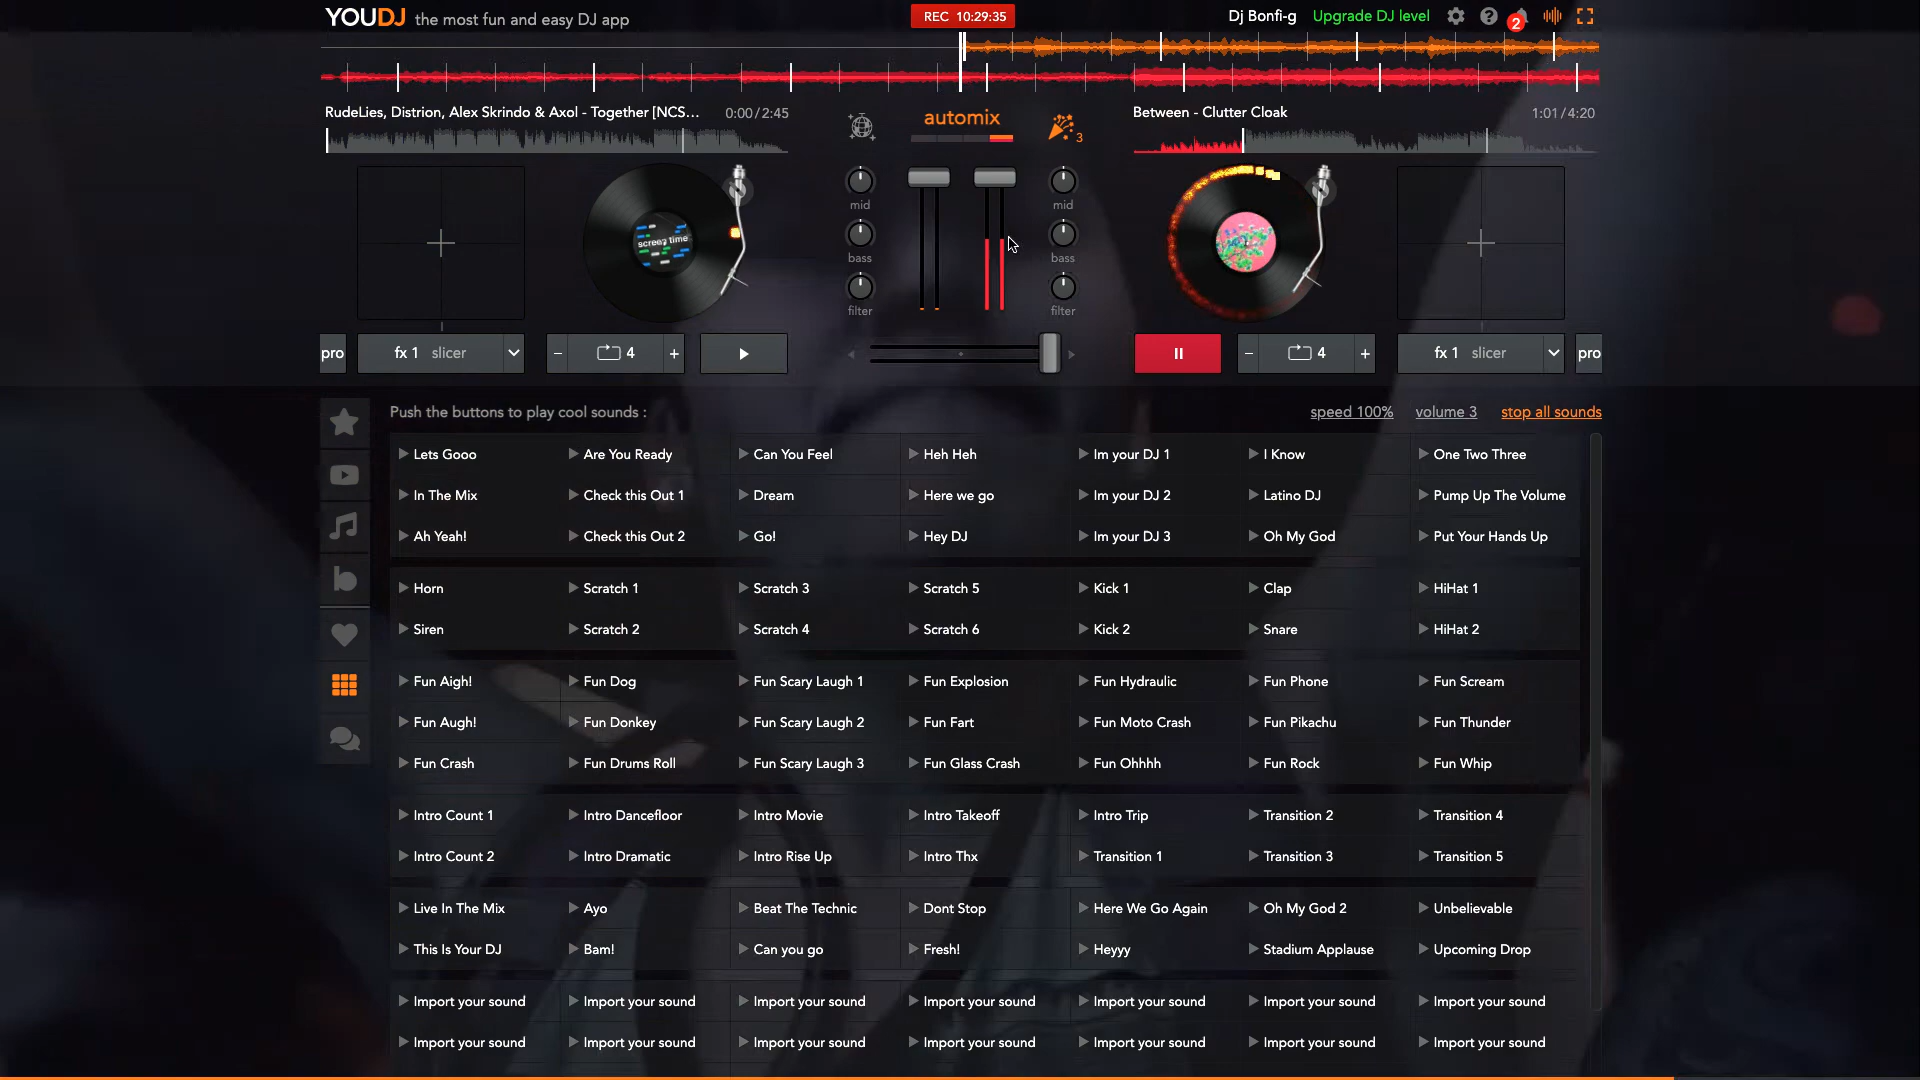 YOUDJ the most fun and easy DJ app
REC 10:29:35
Dj Bonfi-g Upgrade DJ level
2
RudeLies, Distrion, Alex Skrindo & Axol - Together [NCS... 0:00/2:45
automix
3
Between - Clutter Cloak 1:01/4:20
screen time
mid mid
bass bass
filter filter
pro fx 1 slicer − 4 + − 4 + fx 1 slicer pro
Push the buttons to play cool sounds : speed 100% volume 3 stop all sounds
Lets Gooo Are You Ready Can You Feel Heh Heh Im your DJ 1 I Know One Two Three
In The Mix Check this Out 1 Dream Here we go Im your DJ 2 Latino DJ Pump Up The Volume
Ah Yeah! Check this Out 2 Go! Hey DJ Im your DJ 3 Oh My God Put Your Hands Up
Horn Scratch 1 Scratch 3 Scratch 5 Kick 1 Clap HiHat 1
Siren Scratch 2 Scratch 4 Scratch 6 Kick 2 Snare HiHat 2
Fun Aigh! Fun Dog Fun Scary Laugh 1 Fun Explosion Fun Hydraulic Fun Phone Fun Scream
Fun Augh! Fun Donkey Fun Scary Laugh 2 Fun Fart Fun Moto Crash Fun Pikachu Fun Thunder
Fun Crash Fun Drums Roll Fun Scary Laugh 3 Fun Glass Crash Fun Ohhhh Fun Rock Fun Whip
Intro Count 1 Intro Dancefloor Intro Movie Intro Takeoff Intro Trip Transition 2 Transition 4
Intro Count 2 Intro Dramatic Intro Rise Up Intro Thx Transition 1 Transition 3 Transition 5
Live In The Mix Ayo Beat The Technic Dont Stop Here We Go Again Oh My God 2 Unbelievable
This Is Your DJ Bam! Can you go Fresh! Heyyy Stadium Applause Upcoming Drop
Import your sound Import your sound Import your sound Import your sound Import your sound Import your sound Import your sound
Import your sound Import your sound Import your sound Import your sound Import your sound Import your sound Import your sound